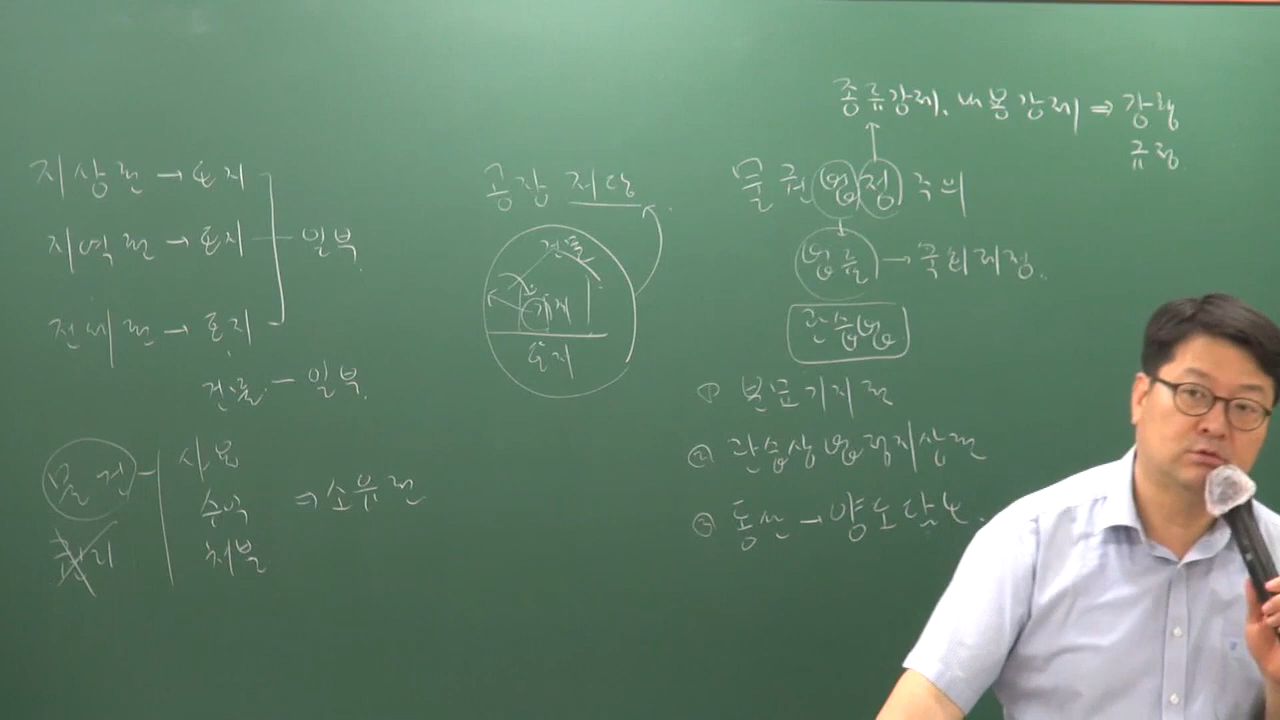 지상권 → 토지
지역권 → 토지 - 일부
전세권 → 토지
건물 - 일부
물건 - 사용
수익 ⇒ 소유권
처분
권리
공장 저당
건물
기계
토지
종류강제, 내용강제 ⇒ 강행
규정
물권 법정 주의
법률 → 국회제정.
관습법
① 분묘기지권
② 관습상 법정지상권
③ 동산 → 양도담보.